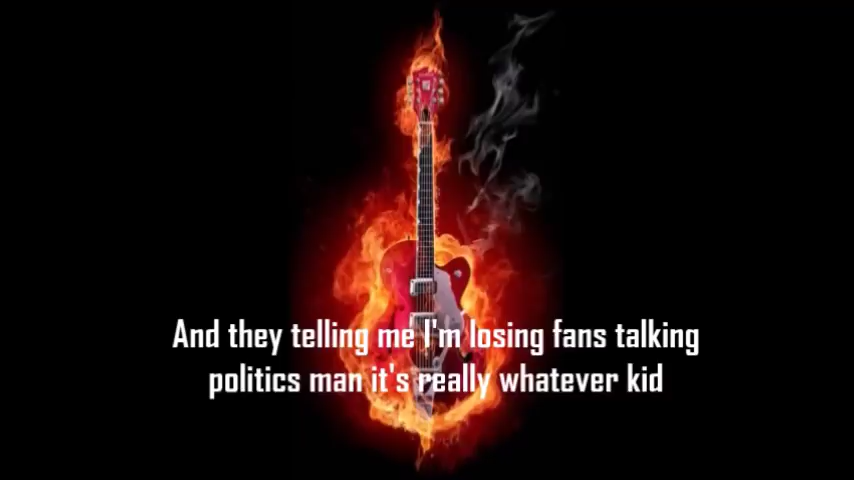 And they telling me I'm losing fans talking
politics man it's really whatever kid